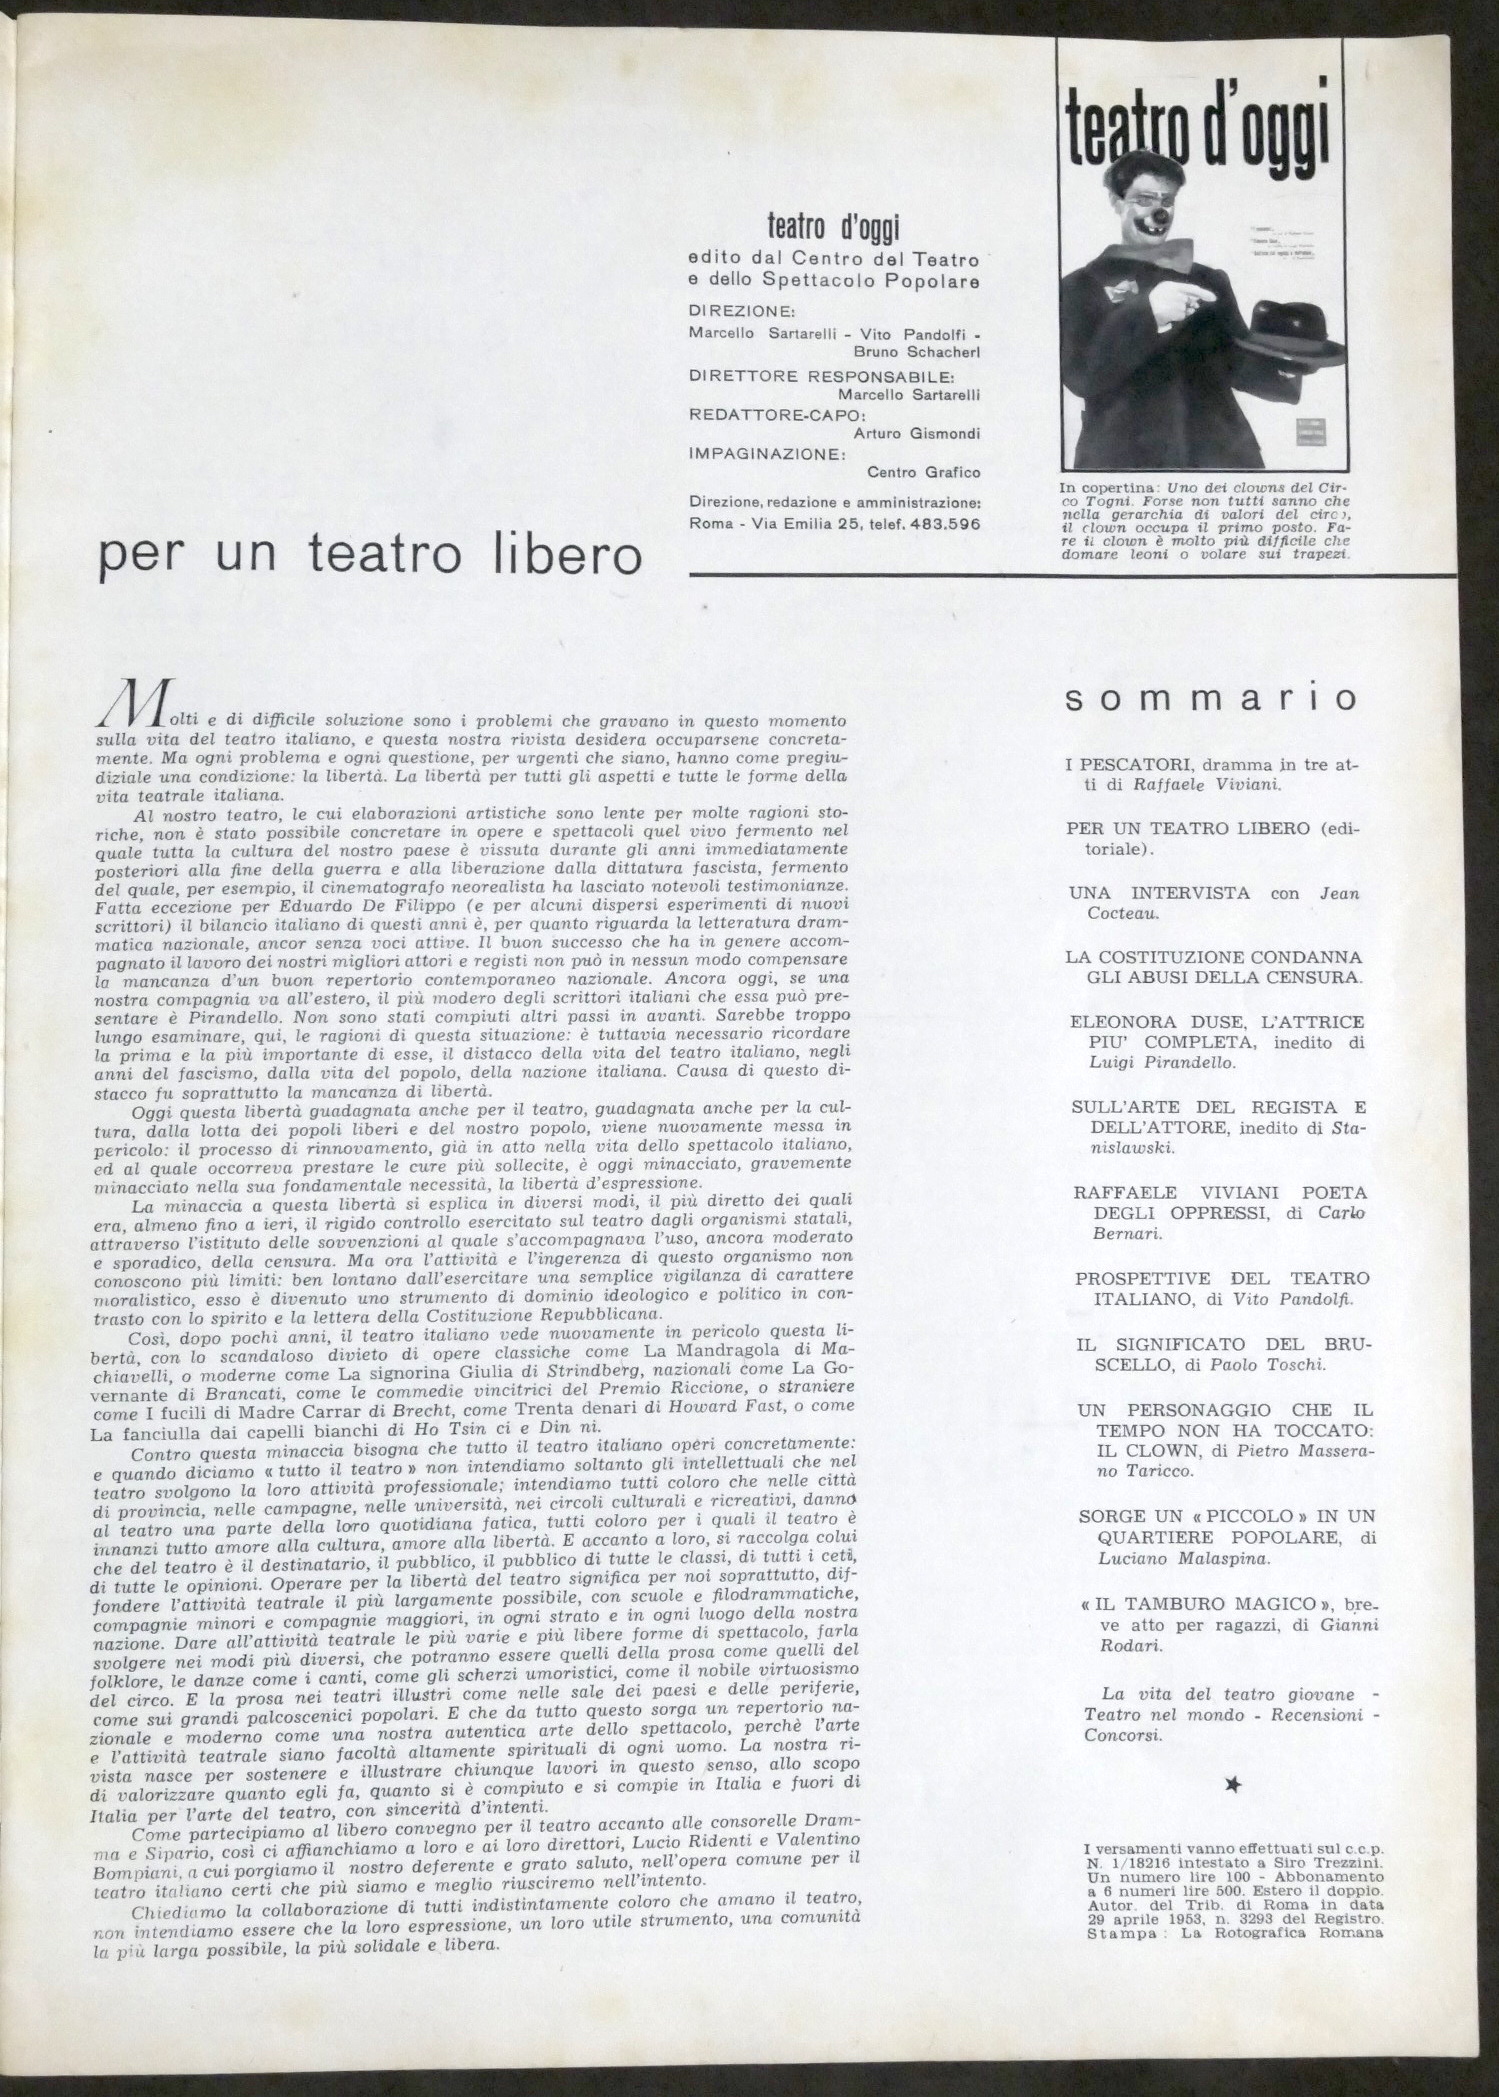 teatro d'oggi
teatro d'oggi
edito dal Centro del Teatro
e dello Spettacolo Popolare
DIREZIONE:
Marcello Sartarelli - Vito Pandolfi -
Bruno Schacherl
DIRETTORE RESPONSABILE:
Marcello Sartarelli
REDATTORE-CAPO:
Arturo Gismondi
IMPAGINAZIONE:
Centro Grafico
Direzione, redazione e amministrazione:
Roma - Via Emilia 25, telef. 483.596
In copertina: Uno dei clowns del Cir-
co Togni. Forse non tutti sanno che
nella gerarchia di valori del circo,
il clown occupa il primo posto. Fa-
re il clown è molto più difficile che
domare leoni o volare sui trapezi.
per un teatro libero
Molti e di difficile soluzione sono i problemi che gravano in questo momento
sulla vita del teatro italiano, e questa nostra rivista desidera occuparsene concreta-
mente. Ma ogni problema e ogni questione, per urgenti che siano, hanno come pregiu-
diziale una condizione: la libertà. La libertà per tutti gli aspetti e tutte le forme della
vita teatrale italiana.
Al nostro teatro, le cui elaborazioni artistiche sono lente per molte ragioni sto-
riche, non è stato possibile concretare in opere e spettacoli quel vivo fermento nel
quale tutta la cultura del nostro paese è vissuta durante gli anni immediatamente
posteriori alla fine della guerra e alla liberazione dalla dittatura fascista, fermento
del quale, per esempio, il cinematografo neorealista ha lasciato notevoli testimonianze.
Fatta eccezione per Eduardo De Filippo (e per alcuni dispersi esperimenti di nuovi
scrittori) il bilancio italiano di questi anni è, per quanto riguarda la letteratura dram-
matica nazionale, ancor senza voci attive. Il buon successo che ha in genere accom-
pagnato il lavoro dei nostri migliori attori e registi non può in nessun modo compensare
la mancanza d'un buon repertorio contemporaneo nazionale. Ancora oggi, se una
nostra compagnia va all'estero, il più modero degli scrittori italiani che essa può pre-
sentare è Pirandello. Non sono stati compiuti altri passi in avanti. Sarebbe troppo
lungo esaminare, qui, le ragioni di questa situazione: è tuttavia necessario ricordare
la prima e la più importante di esse, il distacco della vita del teatro italiano, negli
anni del fascismo, dalla vita del popolo, della nazione italiana. Causa di questo di-
stacco fu soprattutto la mancanza di libertà.
Oggi questa libertà guadagnata anche per il teatro, guadagnata anche per la cul-
tura, dalla lotta dei popoli liberi e del nostro popolo, viene nuovamente messa in
pericolo: il processo di rinnovamento, già in atto nella vita dello spettacolo italiano,
ed al quale occorreva prestare le cure più sollecite, è oggi minacciato, gravemente
minacciato nella sua fondamentale necessità, la libertà d'espressione.
La minaccia a questa libertà si esplica in diversi modi, il più diretto dei quali
era, almeno fino a ieri, il rigido controllo esercitato sul teatro dagli organismi statali,
attraverso l'istituto delle sovvenzioni al quale s'accompagnava l'uso, ancora moderato
e sporadico, della censura. Ma ora l'attività e l'ingerenza di questo organismo non
conoscono più limiti: ben lontano dall'esercitare una semplice vigilanza di carattere
moralistico, esso è divenuto uno strumento di dominio ideologico e politico in con-
trasto con lo spirito e la lettera della Costituzione Repubblicana.
Così, dopo pochi anni, il teatro italiano vede nuovamente in pericolo questa li-
bertà, con lo scandaloso divieto di opere classiche come La Mandragola di Ma-
chiavelli, o moderne come La signorina Giulia di Strindberg, nazionali come La Go-
vernante di Brancati, come le commedie vincitrici del Premio Riccione, o straniere
come I fucili di Madre Carrar di Brecht, come Trenta denari di Howard Fast, o come
La fanciulla dai capelli bianchi di Ho Tsin ci e Din ni.
Contro questa minaccia bisogna che tutto il teatro italiano operi concretamente:
e quando diciamo « tutto il teatro » non intendiamo soltanto gli intellettuali che nel
teatro svolgono la loro attività professionale; intendiamo tutti coloro che nelle città
di provincia, nelle campagne, nelle università, nei circoli culturali e ricreativi, danno
al teatro una parte della loro quotidiana fatica, tutti coloro per i quali il teatro è
innanzi tutto amore alla cultura, amore alla libertà. E accanto a loro, si raccolga colui
che del teatro è il destinatario, il pubblico, il pubblico di tutte le classi, di tutti i ceti,
di tutte le opinioni. Operare per la libertà del teatro significa per noi soprattutto, dif-
fondere l'attività teatrale il più largamente possibile, con scuole e filodrammatiche,
compagnie minori e compagnie maggiori, in ogni strato e in ogni luogo della nostra
nazione. Dare all'attività teatrale le più varie e più libere forme di spettacolo, farla
svolgere nei modi più diversi, che potranno essere quelli della prosa come quelli del
folklore, le danze come i canti, come gli scherzi umoristici, come il nobile virtuosismo
del circo. E la prosa nei teatri illustri come nelle sale dei paesi e delle periferie,
come sui grandi palcoscenici popolari. E che da tutto questo sorga un repertorio na-
zionale e moderno come una nostra autentica arte dello spettacolo, perchè l'arte
e l'attività teatrale siano facoltà altamente spirituali di ogni uomo. La nostra ri-
vista nasce per sostenere e illustrare chiunque lavori in questo senso, allo scopo
di valorizzare quanto egli fa, quanto si è compiuto e si compie in Italia e fuori di
Italia per l'arte del teatro, con sincerità d'intenti.
Come partecipiamo al libero convegno per il teatro accanto alle consorelle Dram-
ma e Sipario, così ci affianchiamo a loro e ai loro direttori, Lucio Ridenti e Valentino
Bompiani, a cui porgiamo il nostro deferente e grato saluto, nell'opera comune per il
teatro italiano certi che più siamo e meglio riusciremo nell'intento.
Chiediamo la collaborazione di tutti indistintamente coloro che amano il teatro,
non intendiamo essere che la loro espressione, un loro utile strumento, una comunità
la più larga possibile, la più solidale e libera.
sommario
I PESCATORI, dramma in tre at-
ti di Raffaele Viviani.
PER UN TEATRO LIBERO (edi-
toriale).
UNA INTERVISTA con Jean
Cocteau.
LA COSTITUZIONE CONDANNA
GLI ABUSI DELLA CENSURA.
ELEONORA DUSE, L'ATTRICE
PIU' COMPLETA, inedito di
Luigi Pirandello.
SULL'ARTE DEL REGISTA E
DELL'ATTORE, inedito di Sta-
nislawski.
RAFFAELE VIVIANI POETA
DEGLI OPPRESSI, di Carlo
Bernari.
PROSPETTIVE DEL TEATRO
ITALIANO, di Vito Pandolfi.
IL SIGNIFICATO DEL BRU-
SCELLO, di Paolo Toschi.
UN PERSONAGGIO CHE IL
TEMPO NON HA TOCCATO:
IL CLOWN, di Pietro Massera-
no Taricco.
SORGE UN « PICCOLO » IN UN
QUARTIERE POPOLARE, di
Luciano Malaspina.
« IL TAMBURO MAGICO », bre-
ve atto per ragazzi, di Gianni
Rodari.
La vita del teatro giovane -
Teatro nel mondo - Recensioni -
Concorsi.
I versamenti vanno effettuati sul c.c.p.
N. 1/18216 intestato a Siro Trezzini.
Un numero lire 100 - Abbonamento
a 6 numeri lire 500. Estero il doppio.
Autor. del Trib. di Roma in data
29 aprile 1953, n. 3293 del Registro.
Stampa : La Rotografica Romana